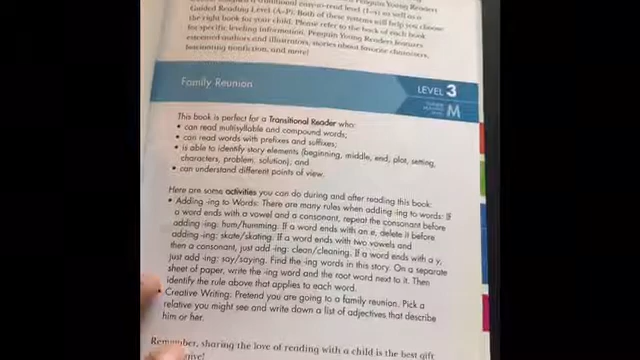 Guided Reading Level (A–P). Both of these systems will help you choose
the right book for your child. Please refer to the back of each book
for specific leveling information. Penguin Young Readers features
esteemed authors and illustrators, stories about favorite characters,
fascinating nonfiction, and more!
Family Reunion
LEVEL 3
GUIDED READING LEVEL M
This book is perfect for a Transitional Reader who:
• can read multisyllable and compound words;
• can read words with prefixes and suffixes;
• is able to identify story elements (beginning, middle, end, plot, setting,
characters, problem, solution); and
• can understand different points of view.
Here are some activities you can do during and after reading this book:
• Adding -ing to Words: There are many rules when adding -ing to words: If
a word ends with a vowel and a consonant, repeat the consonant before
adding -ing: hum/humming. If a word ends with an e, delete it before
adding -ing: skate/skating. If a word ends with two vowels and
then a consonant, just add -ing: clean/cleaning. If a word ends with a y,
just add -ing: say/saying. Find the -ing words in this story. On a separate
sheet of paper, write the -ing word and the root word next to it. Then
identify the rule above that applies to each word.
• Creative Writing: Pretend you are going to a family reunion. Pick a
relative you might see and write down a list of adjectives that describe
him or her.
Remember, sharing the love of reading with a child is the best gift
give!